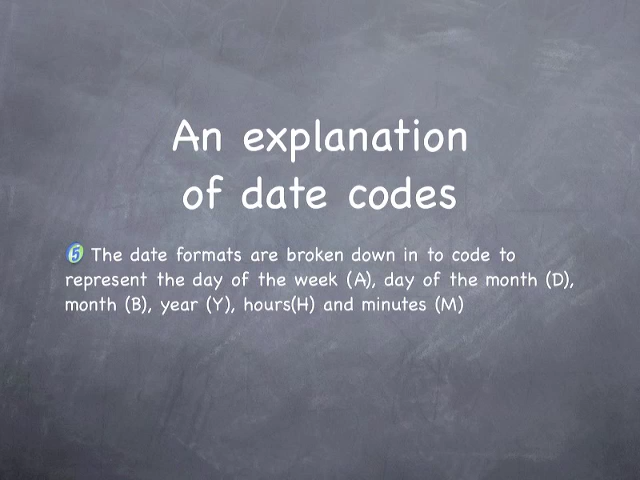 An explanation
of date codes
5 The date formats are broken down in to code to
represent the day of the week (A), day of the month (D),
month (B), year (Y), hours(H) and minutes (M)